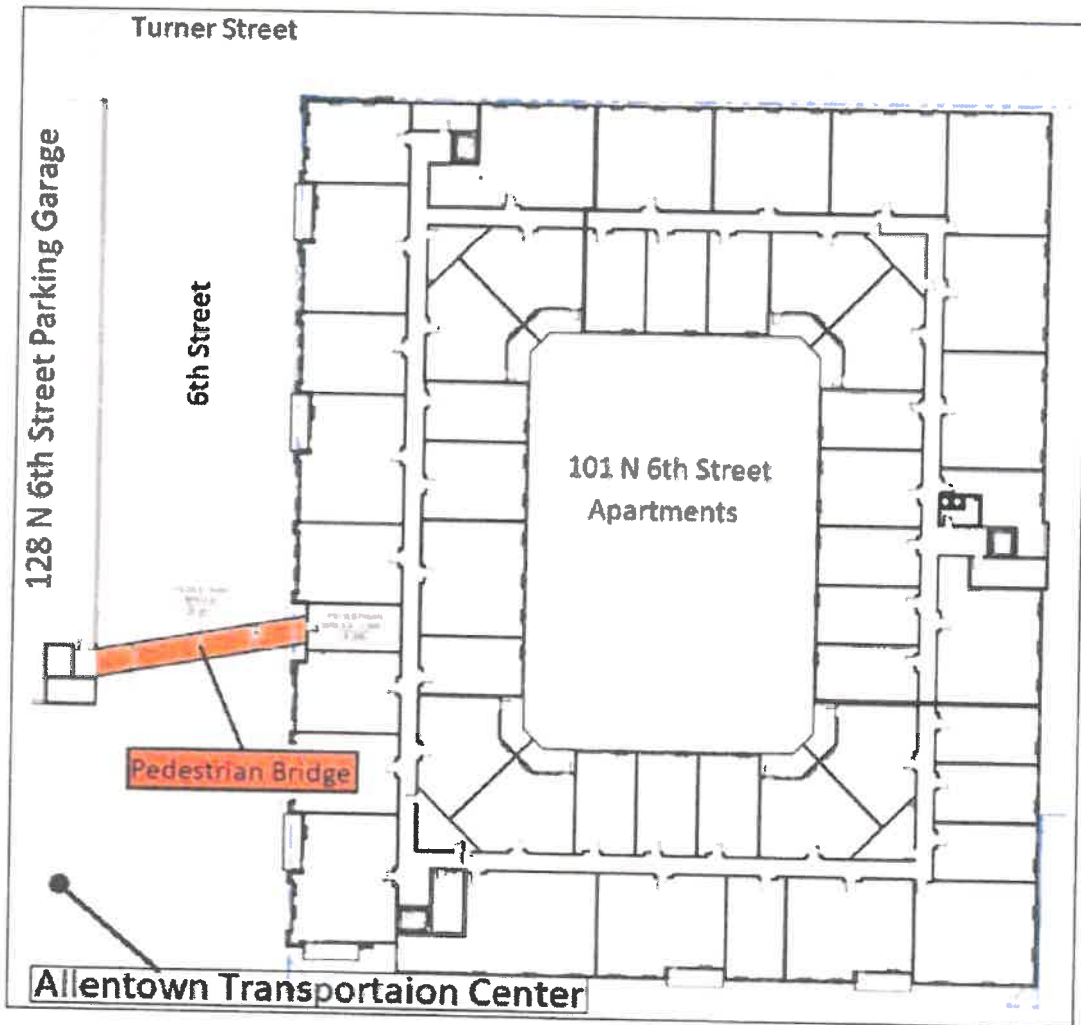 Turner Street
128 N 6th Street Parking Garage
6th Street
101 N 6th Street
Apartments
Pedestrian Bridge
Allentown Transportaion Center